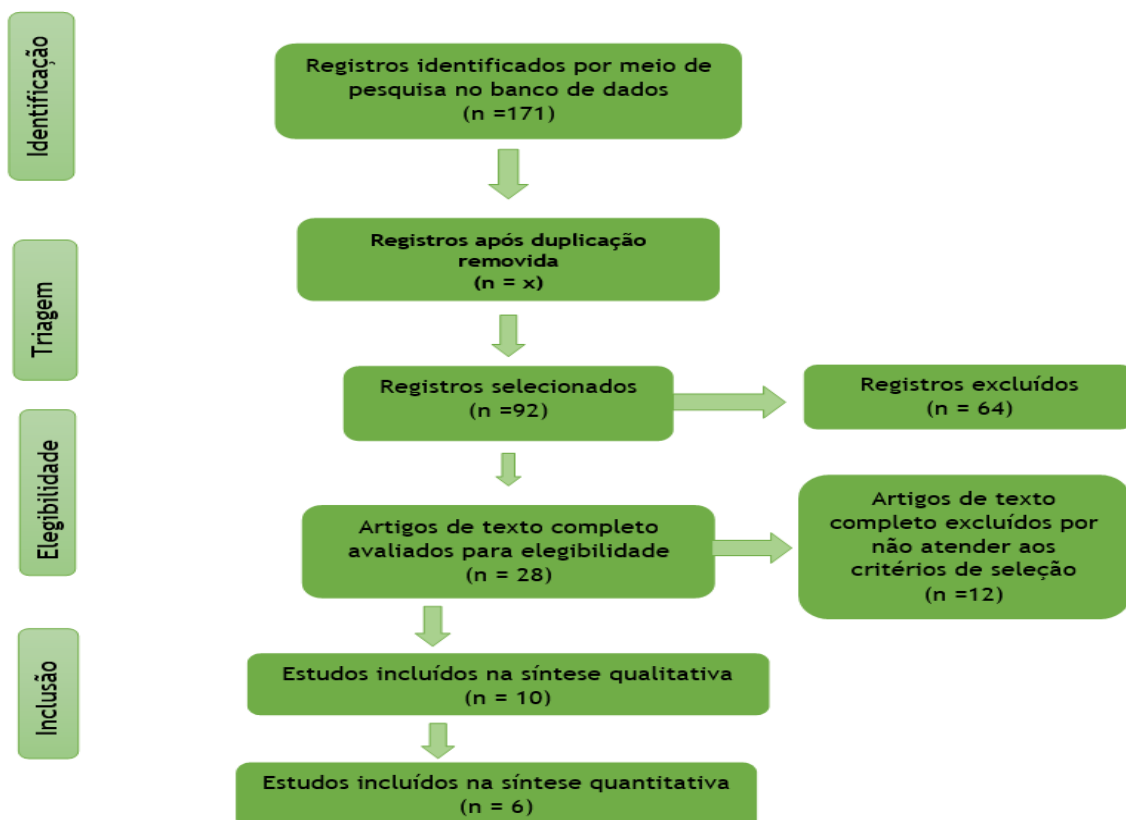 Identificação
Registros identificados por meio de
pesquisa no banco de dados
(n =171)
Triagem
Registros após duplicação
removida
(n = x)
Registros selecionados
(n =92)
Registros excluídos
(n = 64)
Elegibilidade
Artigos de texto completo
avaliados para elegibilidade
(n = 28)
Artigos de texto
completo excluídos por
não atender aos
critérios de seleção
(n =12)
Inclusão
Estudos incluídos na síntese qualitativa
(n = 10)
Estudos incluídos na síntese quantitativa
(n = 6)